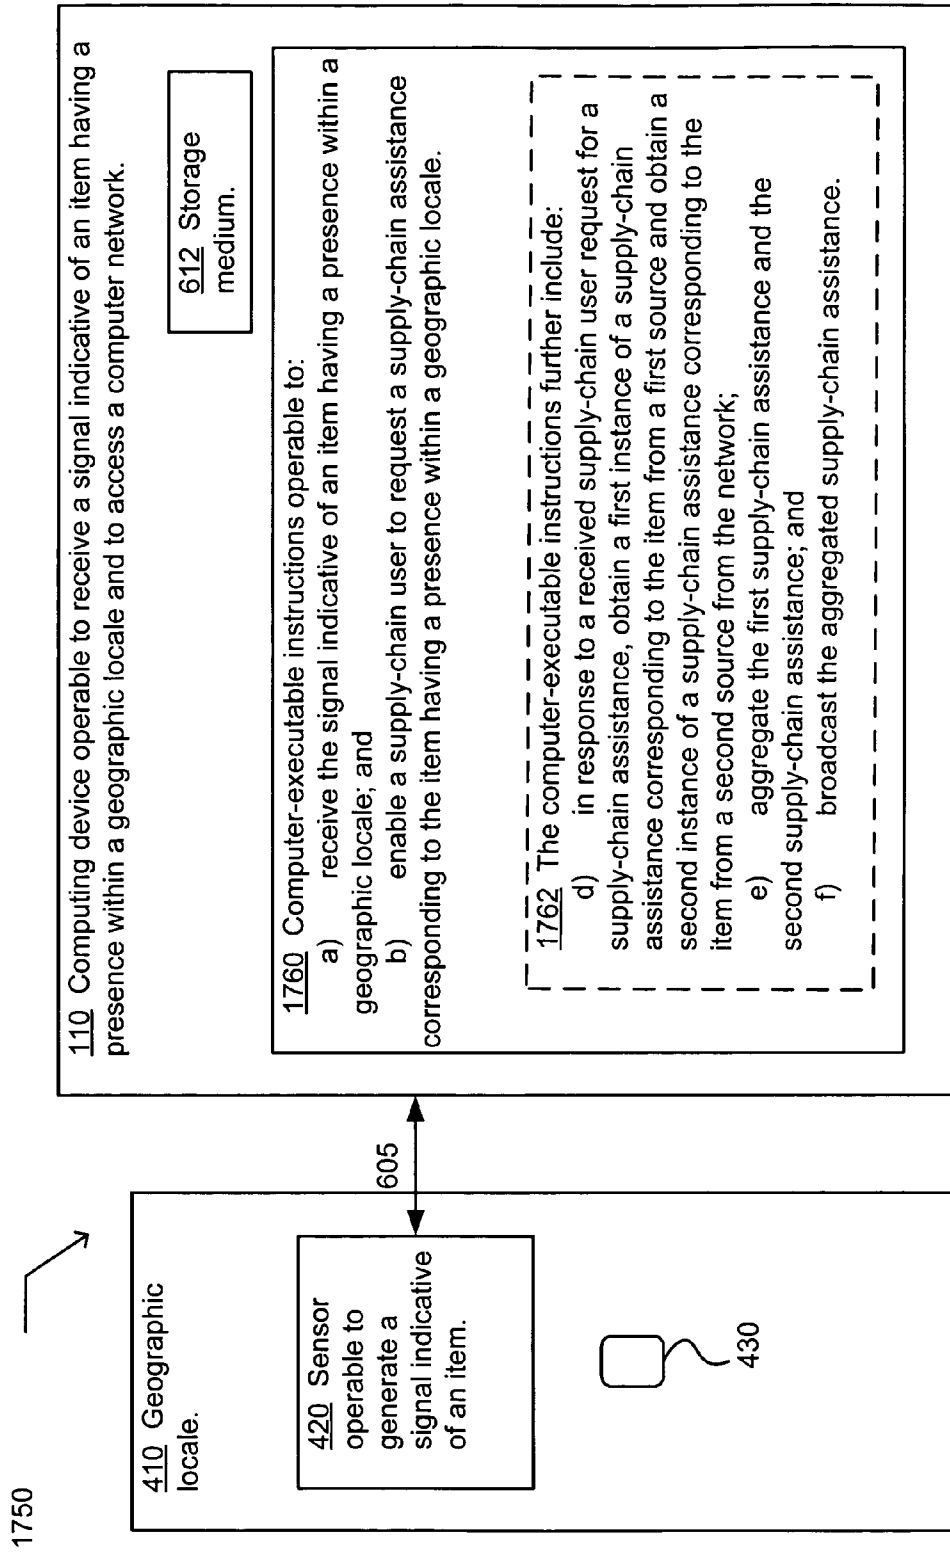 1750
410 Geographic
locale.
420 Sensor
operable to
generate a
signal indicative
of an item.
430
605
110 Computing device operable to receive a signal indicative of an item having a
presence within a geographic locale and to access a computer network.
612 Storage
medium.
1760 Computer-executable instructions operable to:
a) receive the signal indicative of an item having a presence within a
geographic locale; and
b) enable a supply-chain user to request a supply-chain assistance
corresponding to the item having a presence within a geographic locale.
1762 The computer-executable instructions further include:
d) in response to a received supply-chain user request for a
supply-chain assistance, obtain a first instance of a supply-chain
assistance corresponding to the item from a first source and obtain a
second instance of a supply-chain assistance corresponding to the
item from a second source from the network;
e) aggregate the first supply-chain assistance and the
second supply-chain assistance; and
f) broadcast the aggregated supply-chain assistance.